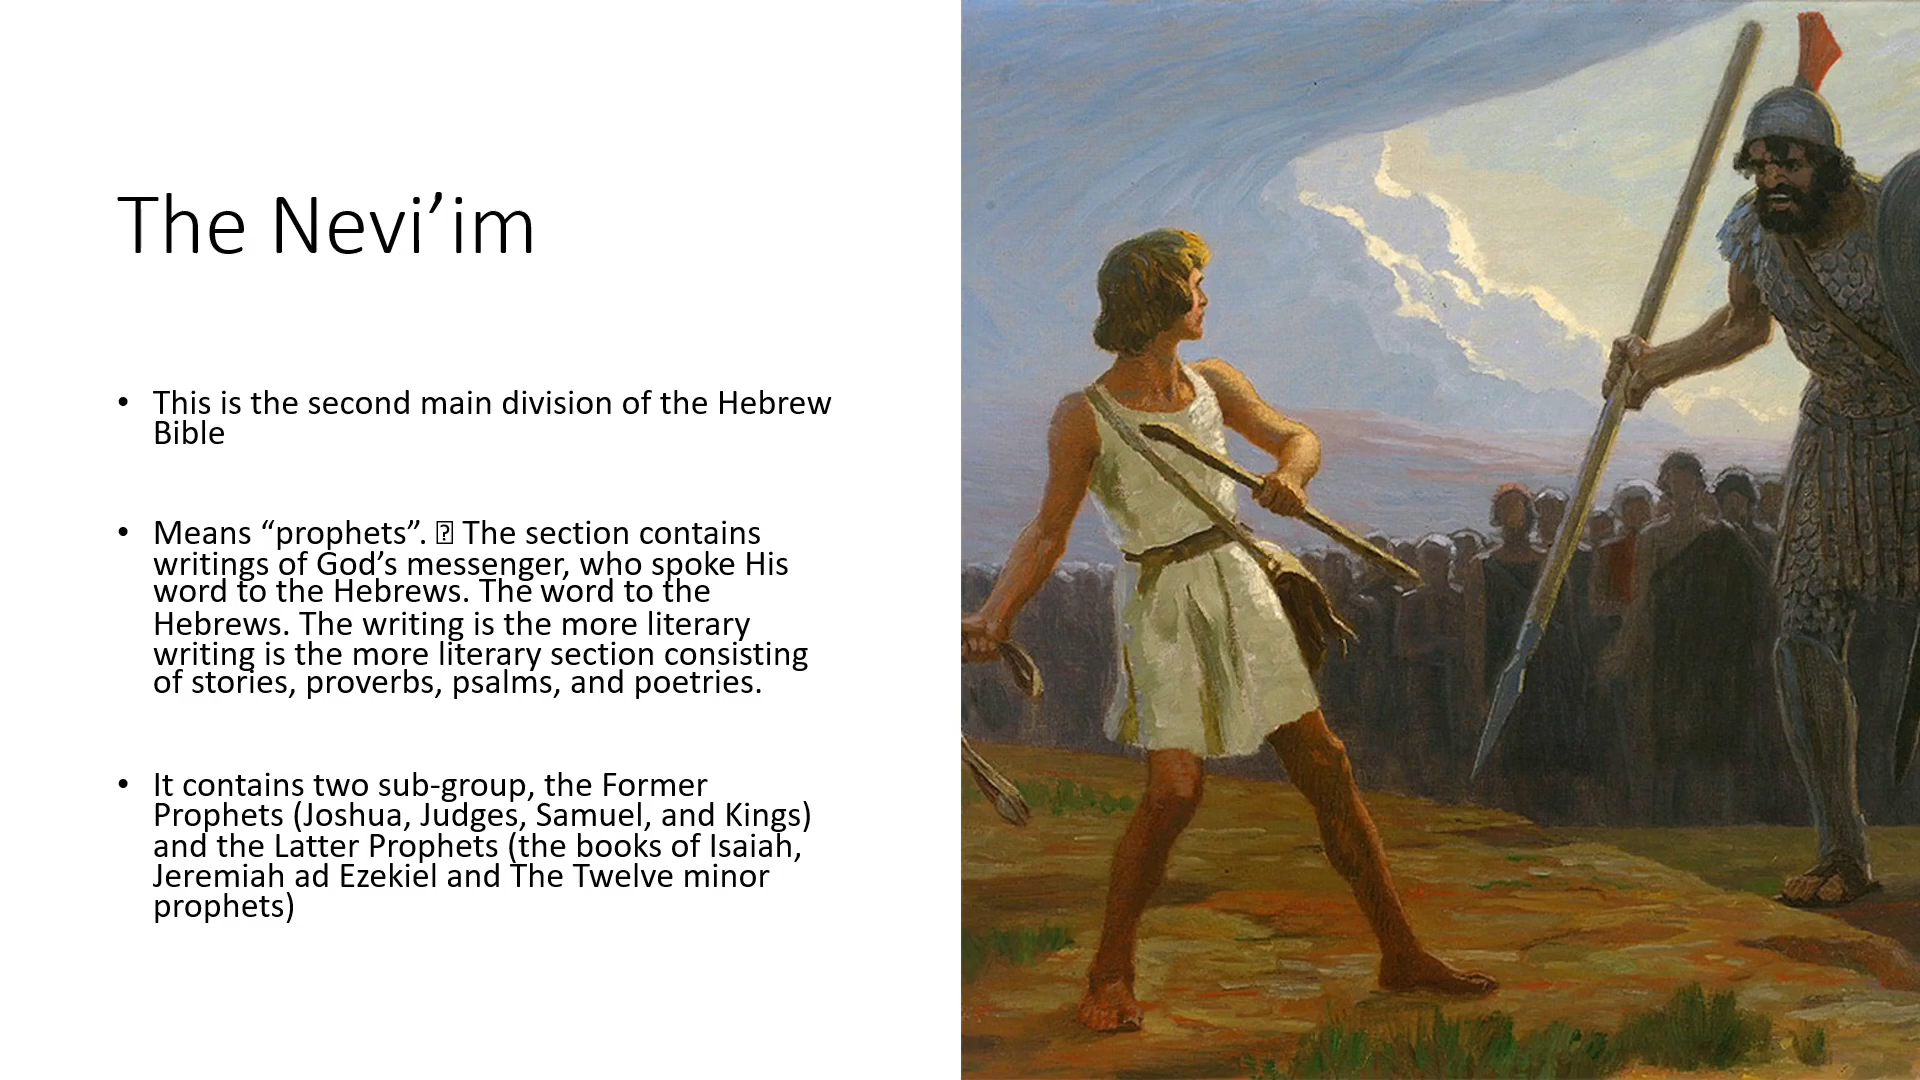 The Nevi’im
• This is the second main division of the Hebrew
Bible
• Means “prophets”. ⍰ The section contains
writings of God’s messenger, who spoke His
word to the Hebrews. The word to the
Hebrews. The writing is the more literary
writing is the more literary section consisting
of stories, proverbs, psalms, and poetries.
• It contains two sub-group, the Former
Prophets (Joshua, Judges, Samuel, and Kings)
and the Latter Prophets (the books of Isaiah,
Jeremiah ad Ezekiel and The Twelve minor
prophets)